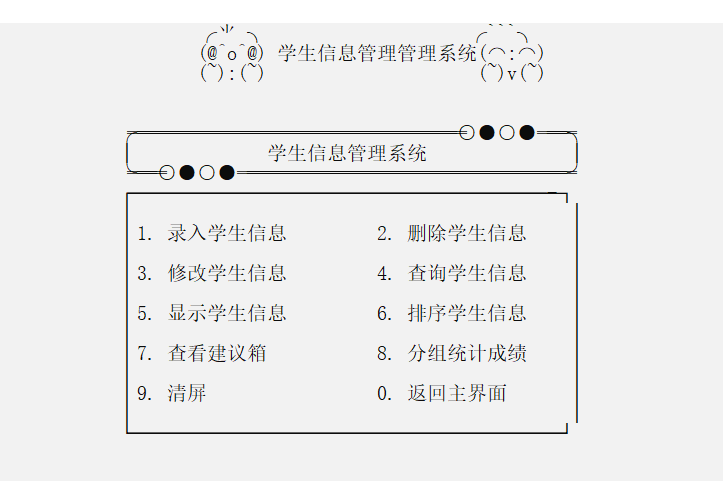 学生信息管理管理系统
学生信息管理系统
1. 录入学生信息 2. 删除学生信息
3. 修改学生信息 4. 查询学生信息
5. 显示学生信息 6. 排序学生信息
7. 查看建议箱 8. 分组统计成绩
9. 清屏 0. 返回主界面